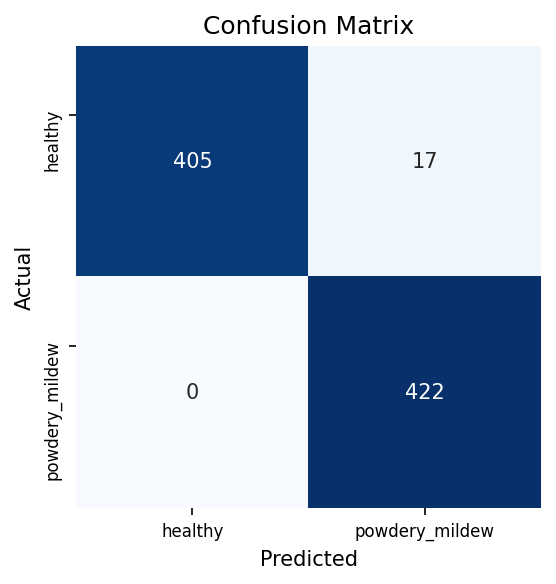 Confusion Matrix
Actual
healthy
405
17
powdery_mildew
0
422
healthy
powdery_mildew
Predicted